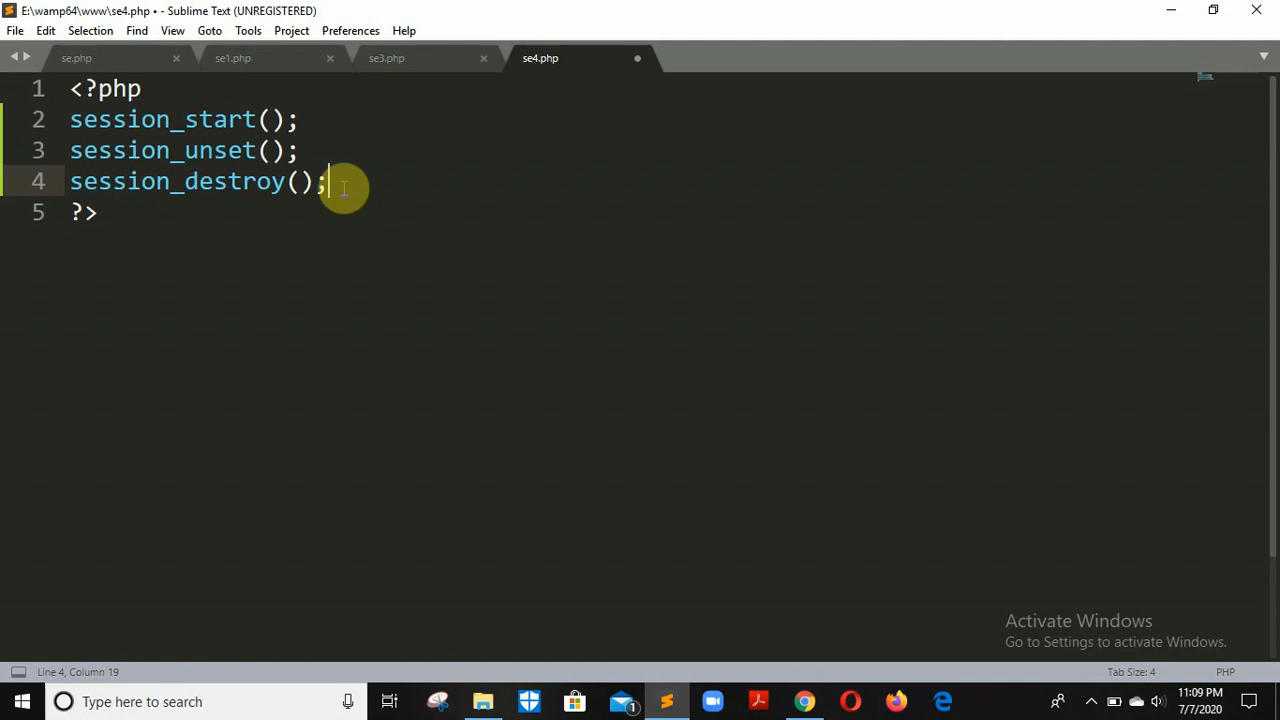 E:\wamp64\www\se4.php • - Sublime Text (UNREGISTERED)
File Edit Selection Find View Goto Tools Project Preferences Help
se.php se1.php se3.php se4.php
1 <?php
2 session_start();
3 session_unset();
4 session_destroy();
5 ?>
Activate Windows
Go to Settings to activate Windows.
Line 4, Column 19 Tab Size: 4 PHP
Type here to search 1 11:09 PM
7/7/2020